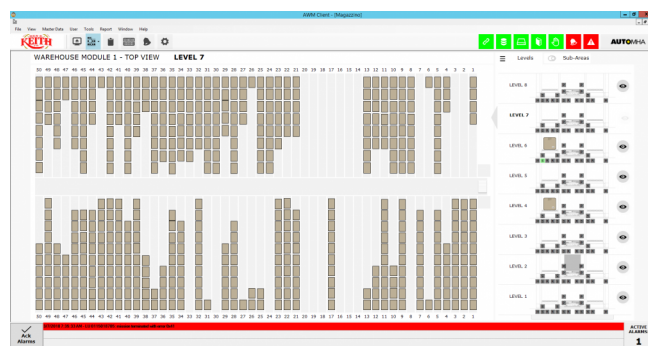 AWM Client - [Magazzino]
File View Master Data User Tools Report Window Help
KEITH
AUTOMHA
WAREHOUSE MODULE 1 - TOP VIEW LEVEL 7
Levels Sub-Areas
50 49 48 47 46 45 44 43 42 41 40 39 38 37 36 35 34 33 32 31 30 29 28 27 26 25 24 23 22 21 20 19 18 17 16 15 14 13 12 11 10 9 8 7 6 5 4 3 2 1
LEVEL 8
LEVEL 7
LEVEL 6
LEVEL 5
LEVEL 4
LEVEL 3
LEVEL 2
LEVEL 1
50 49 48 47 46 45 44 43 42 41 40 39 38 37 36 35 34 33 32 31 30 29 28 27 26 25 24 23 22 21 20 19 18 17 16 15 14 13 12 11 10 9 8 7 6 5 4 3 2 1
Ack
Alarms
ACTIVE
ALARMS
1